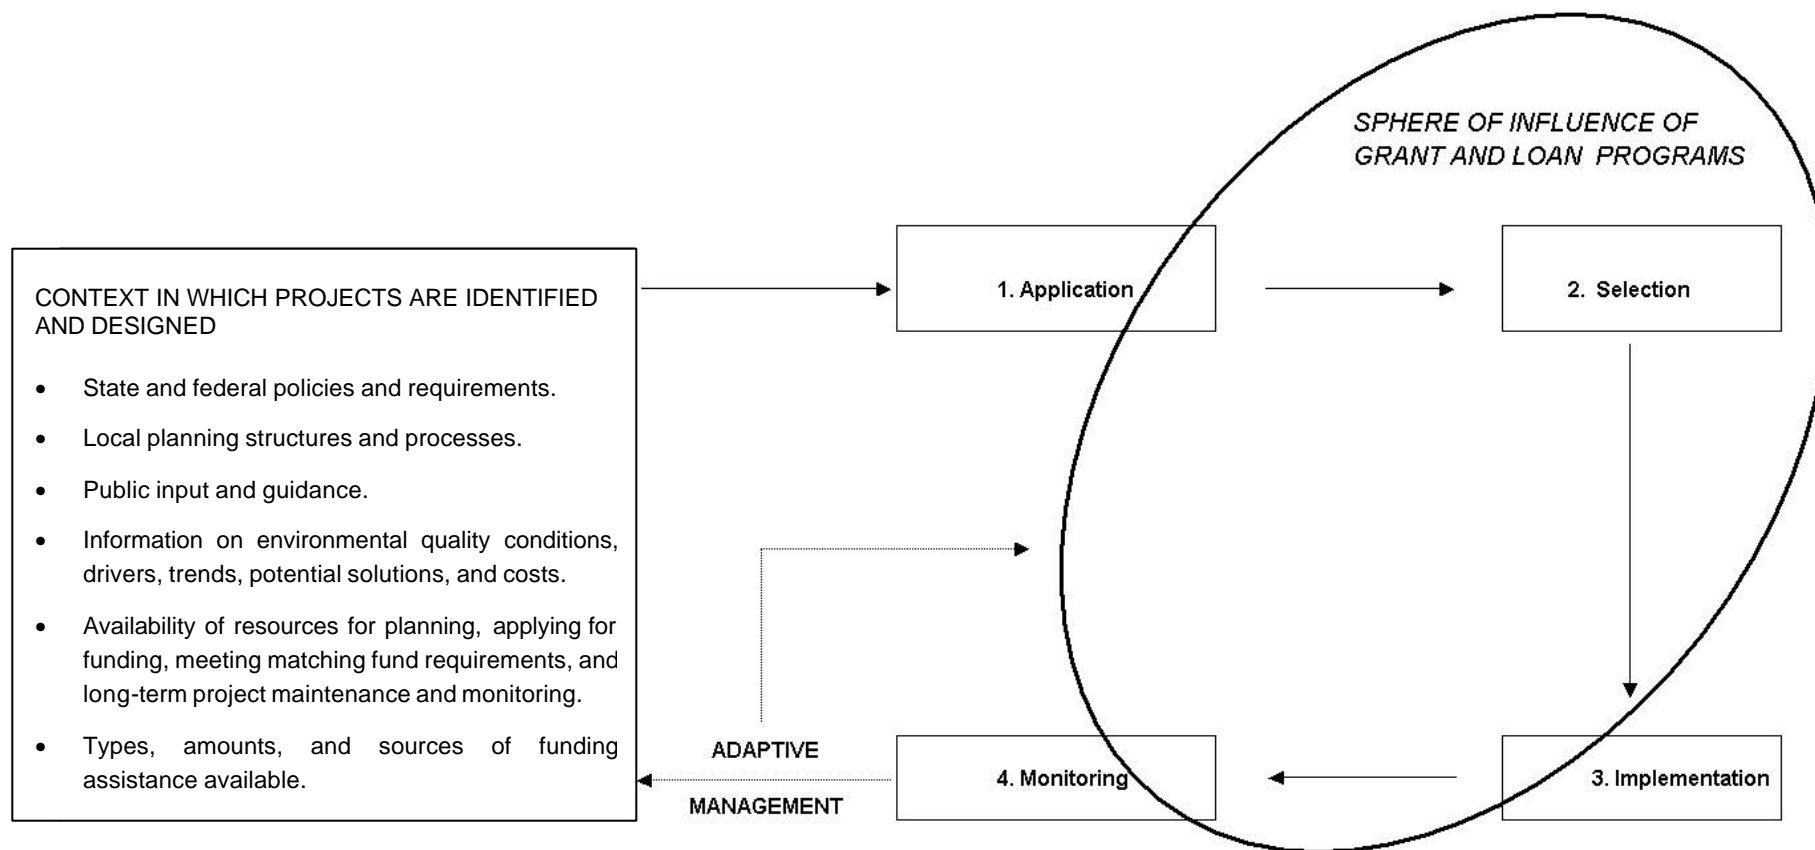 SPHERE OF INFLUENCE OF
GRANT AND LOAN PROGRAMS
CONTEXT IN WHICH PROJECTS ARE IDENTIFIED
AND DESIGNED
• State and federal policies and requirements.
• Local planning structures and processes.
• Public input and guidance.
• Information on environmental quality conditions,
drivers, trends, potential solutions, and costs.
• Availability of resources for planning, applying for
funding, meeting matching fund requirements, and
long-term project maintenance and monitoring.
• Types, amounts, and sources of funding
assistance available.
1. Application
2. Selection
ADAPTIVE
MANAGEMENT
4. Monitoring
3. Implementation